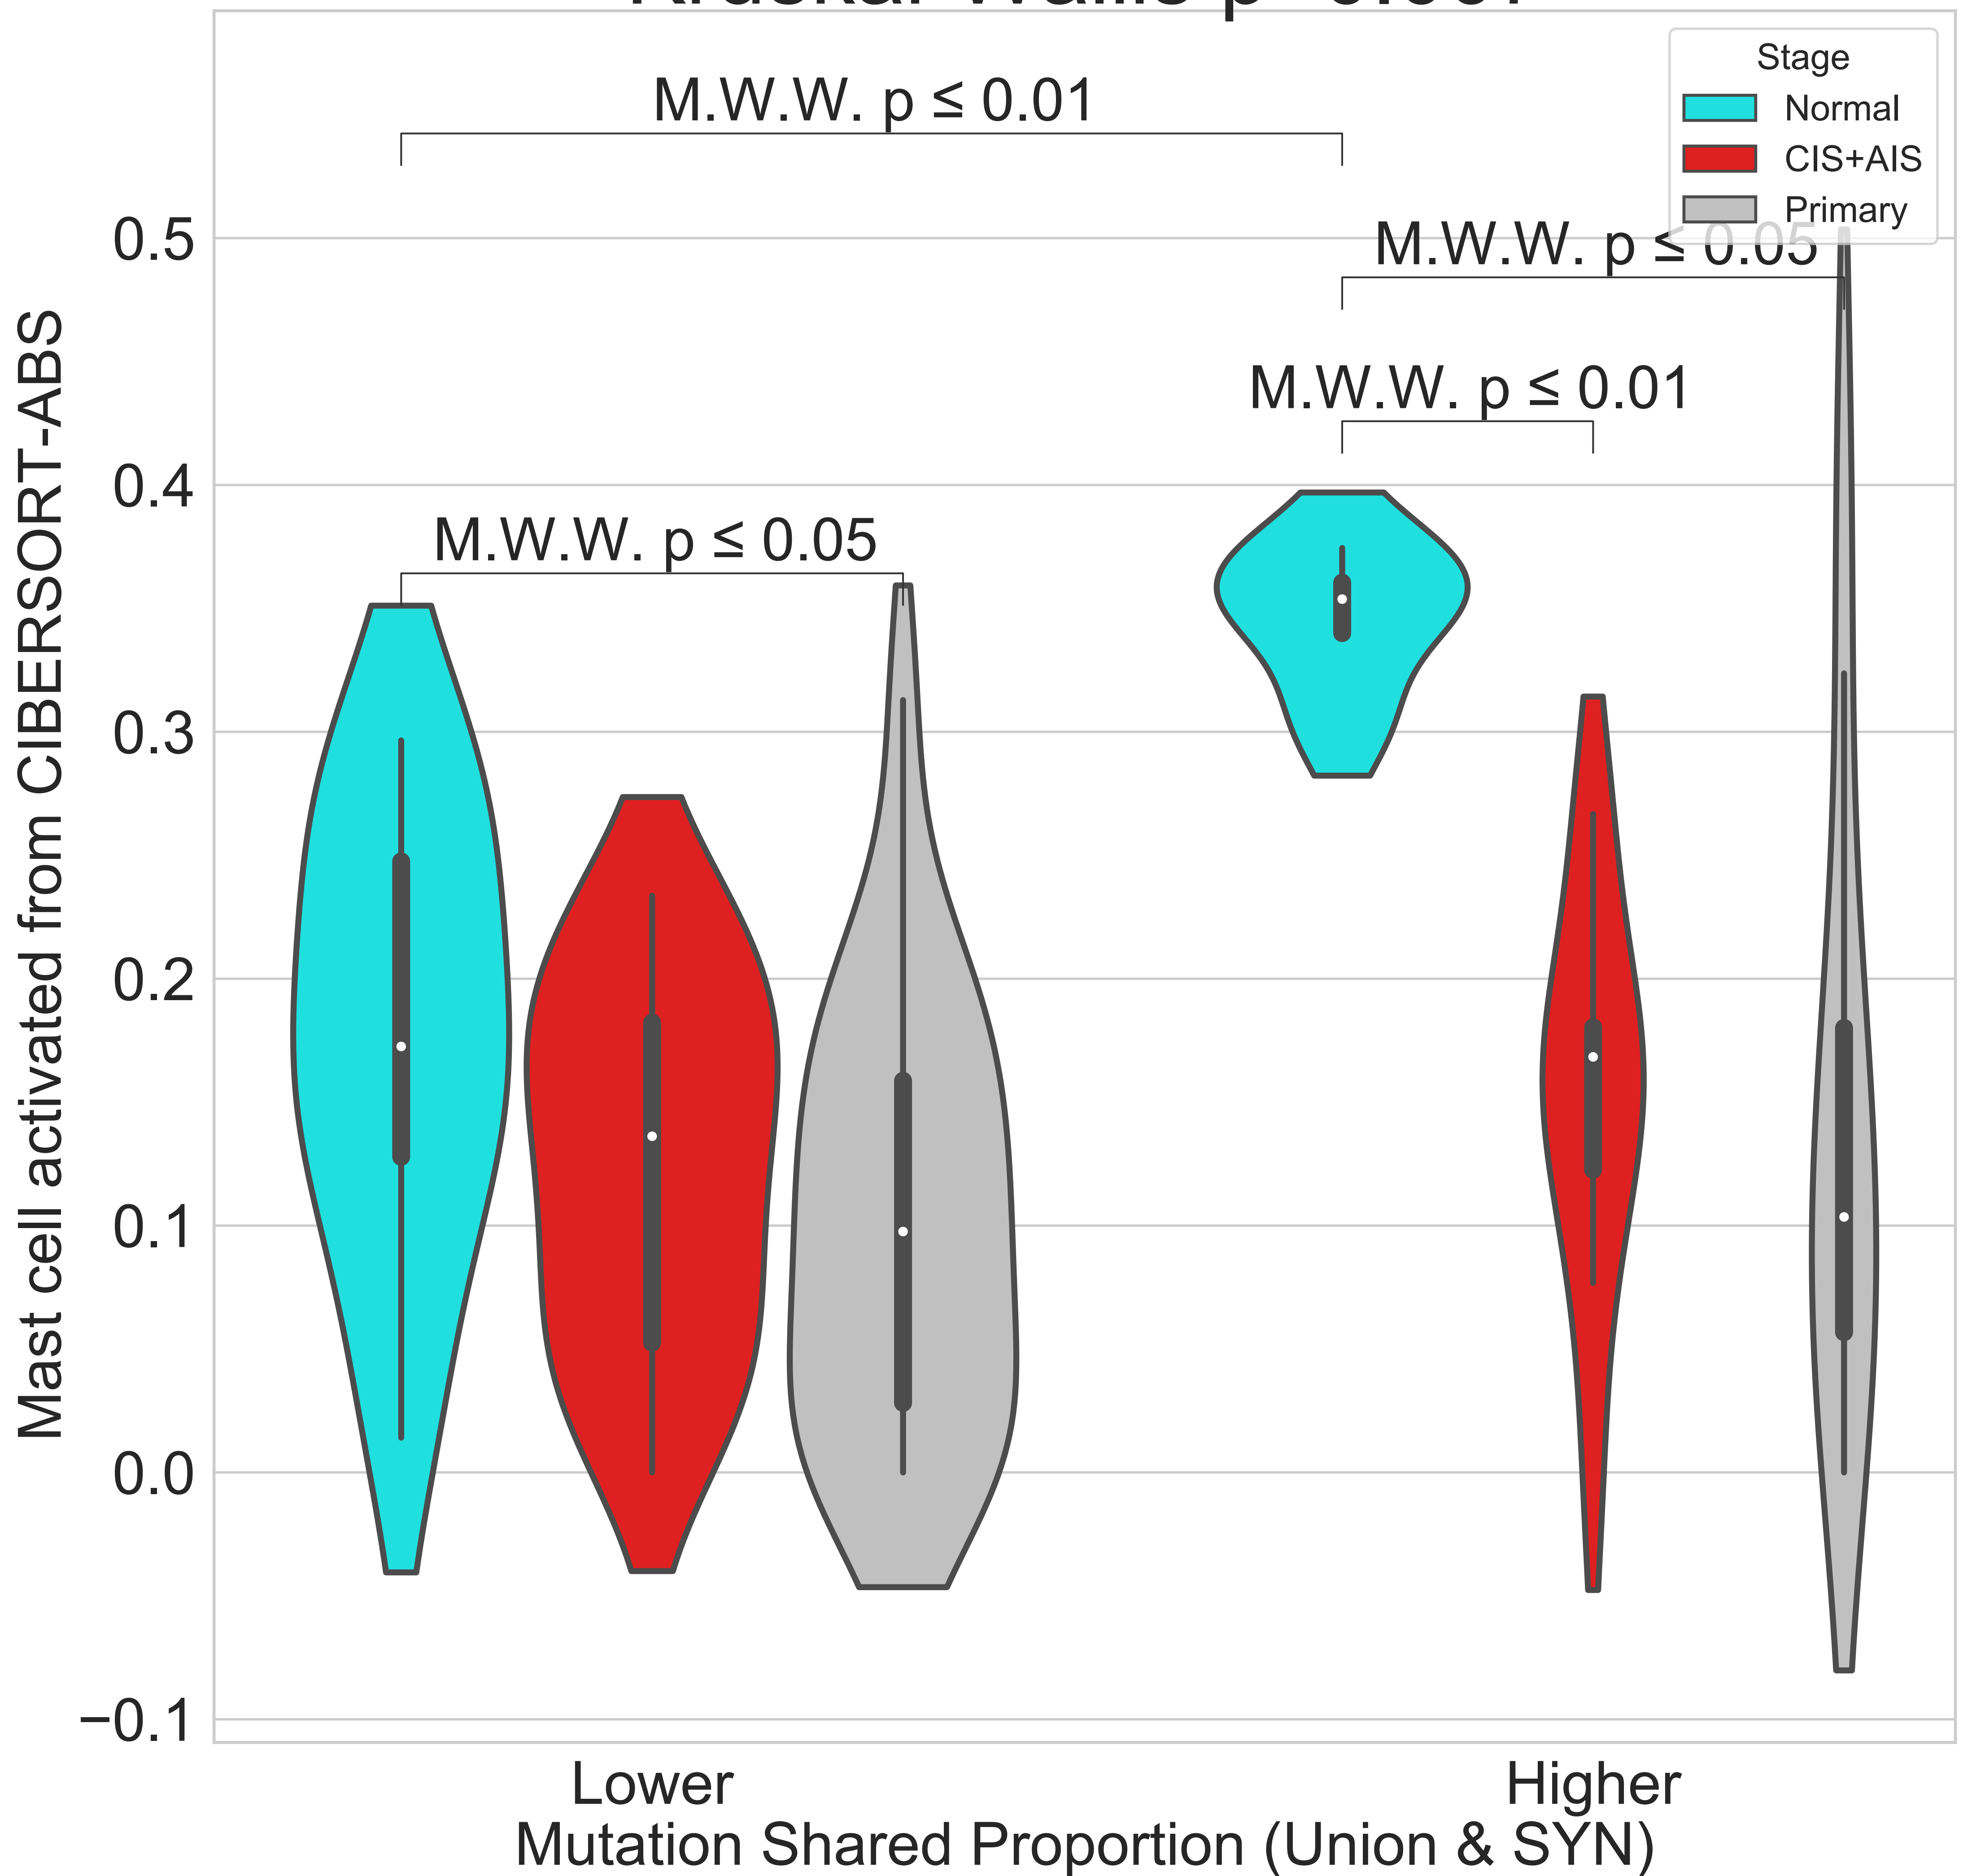 M.W.W. p ≤ 0.01
Stage
Normal
CIS+AIS
Primary
M.W.W. p ≤ 0.05
M.W.W. p ≤ 0.01
M.W.W. p ≤ 0.05
0.5
0.4
0.3
0.2
0.1
0.0
−0.1
Mast cell activated from CIBERSORT-ABS
Lower
Higher
Mutation Shared Proportion (Union & SYN)